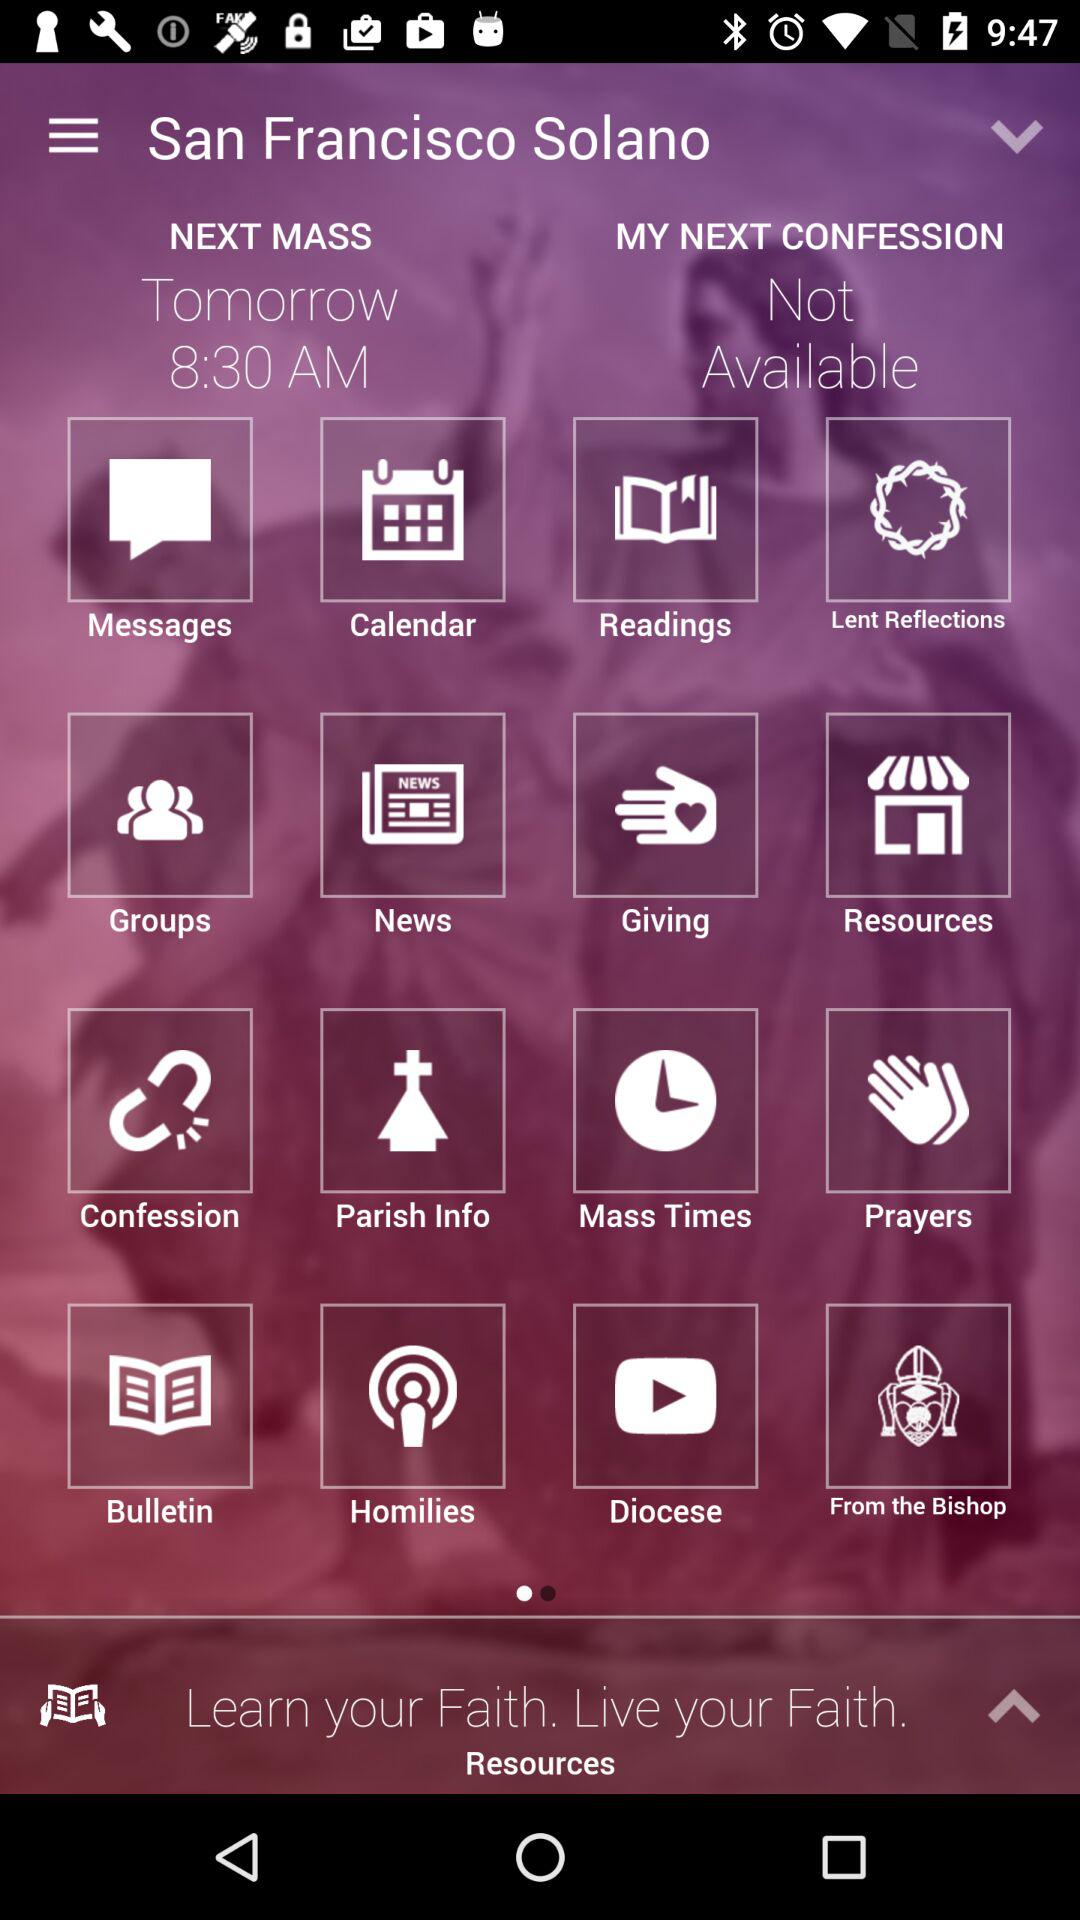 FAKE
9:47
San Francisco Solano
NEXT MASS
Tomorrow
8:30 AM
MY NEXT CONFESSION
Not
Available
Messages
Calendar
Readings
Lent Reflections
NEWS
Groups
News
Giving
Resources
Confession
Parish Info
Mass Times
Prayers
Bulletin
Homilies
Diocese
From the Bishop
Learn your Faith. Live your Faith.
Resources